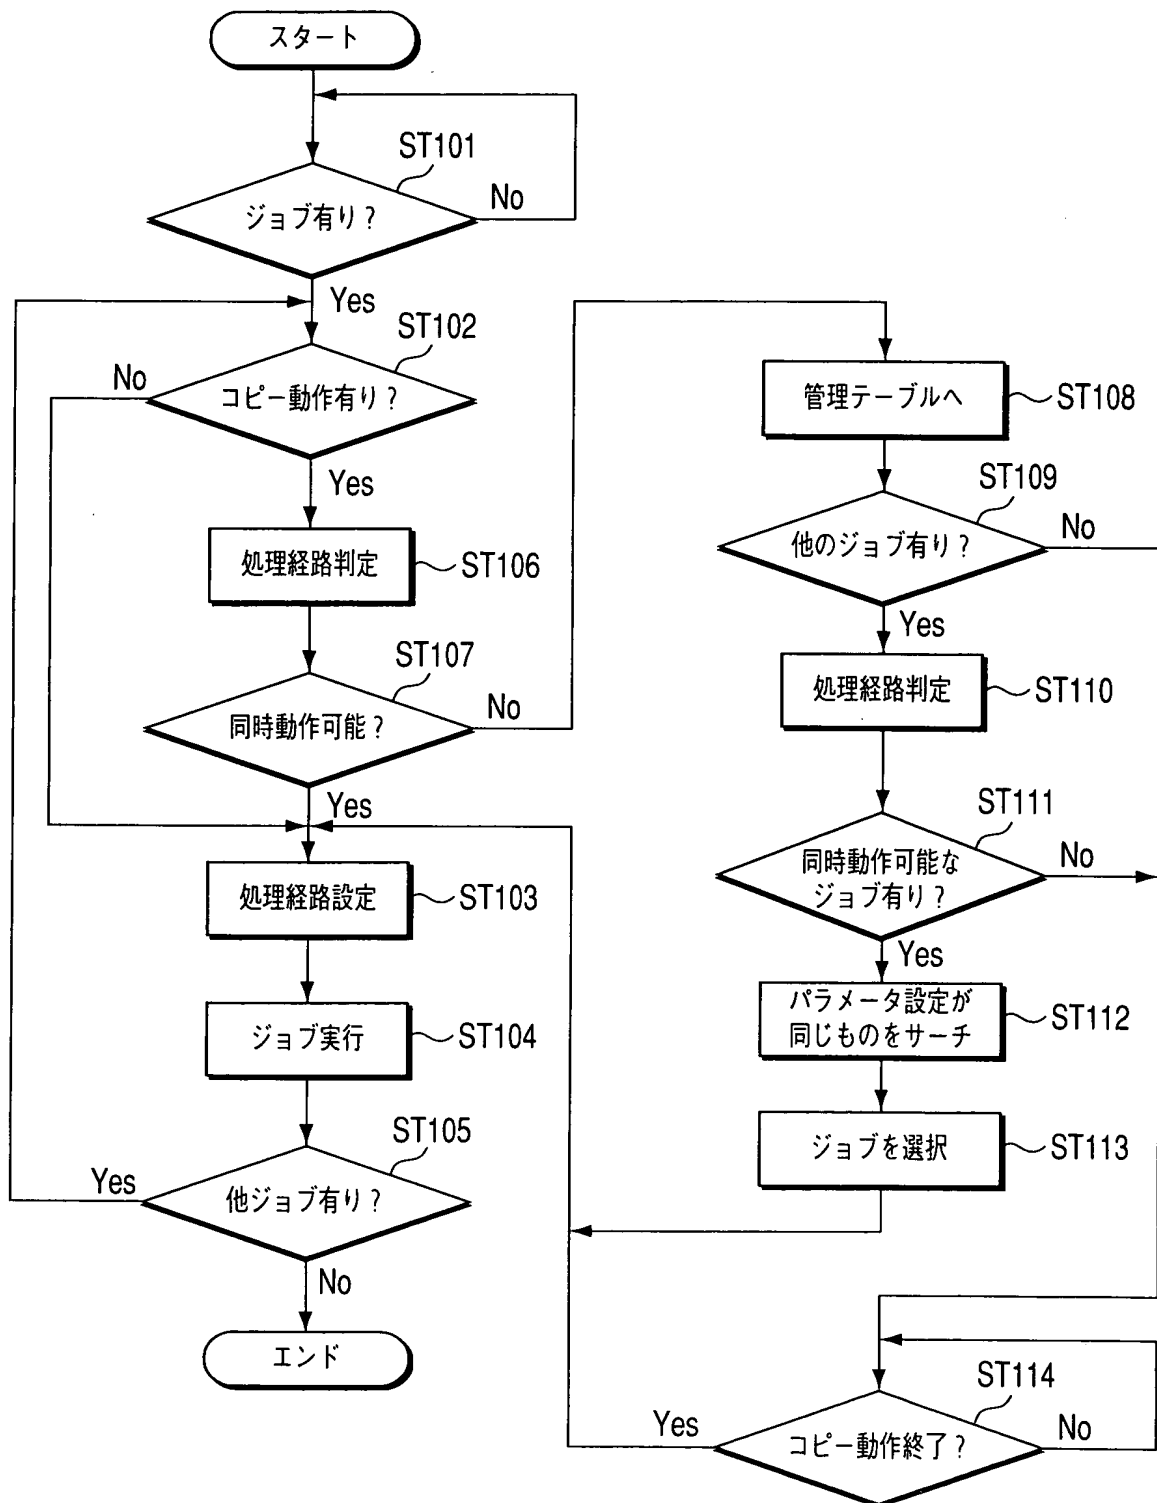 スタート
ST101
ジョブ有り？
No
Yes
ST102
コピー動作有り？
No
Yes
処理経路判定
ST106
ST107
同時動作可能？
No
Yes
処理経路設定
ST103
ジョブ実行
ST104
ST105
他ジョブ有り？
Yes
No
エンド
管理テーブルへ
ST108
ST109
他のジョブ有り？
No
Yes
処理経路判定
ST110
ST111
同時動作可能な
ジョブ有り？
No
Yes
パラメータ設定が
同じものをサーチ
ST112
ジョブを選択
ST113
ST114
コピー動作終了？
Yes
No